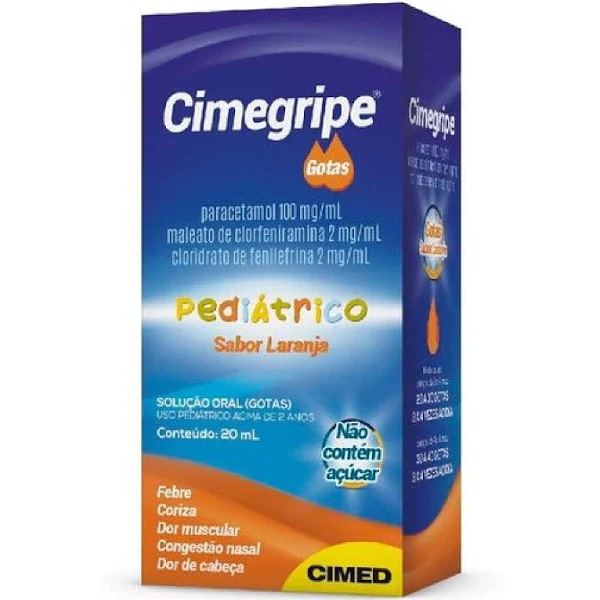 Cimegripe®
Gotas
paracetamol 100 mg/mL
maleato de clorfeniramina 2 mg/mL
cloridrato de fenilefrina 2 mg/mL
Pediátrico
Sabor Laranja
SOLUÇÃO ORAL (GOTAS)
USO PEDIÁTRICO ACIMA DE 2 ANOS
Conteúdo: 20 mL
Não
contém
açúcar
Febre
Coriza
Dor muscular
Congestão nasal
Dor de cabeça
CIMED
Cimegripe®
Gotas